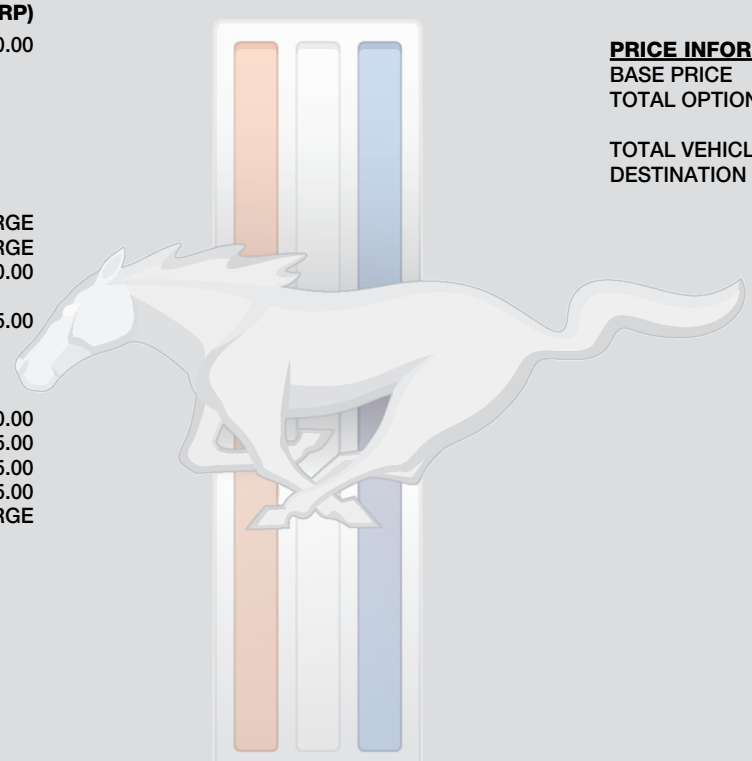 RP)
0.00
RGE
RGE
0.00
5.00
0.00
5.00
5.00
5.00
RGE
PRICE INFOR
BASE PRICE
TOTAL OPTION
TOTAL VEHICL
DESTINATION